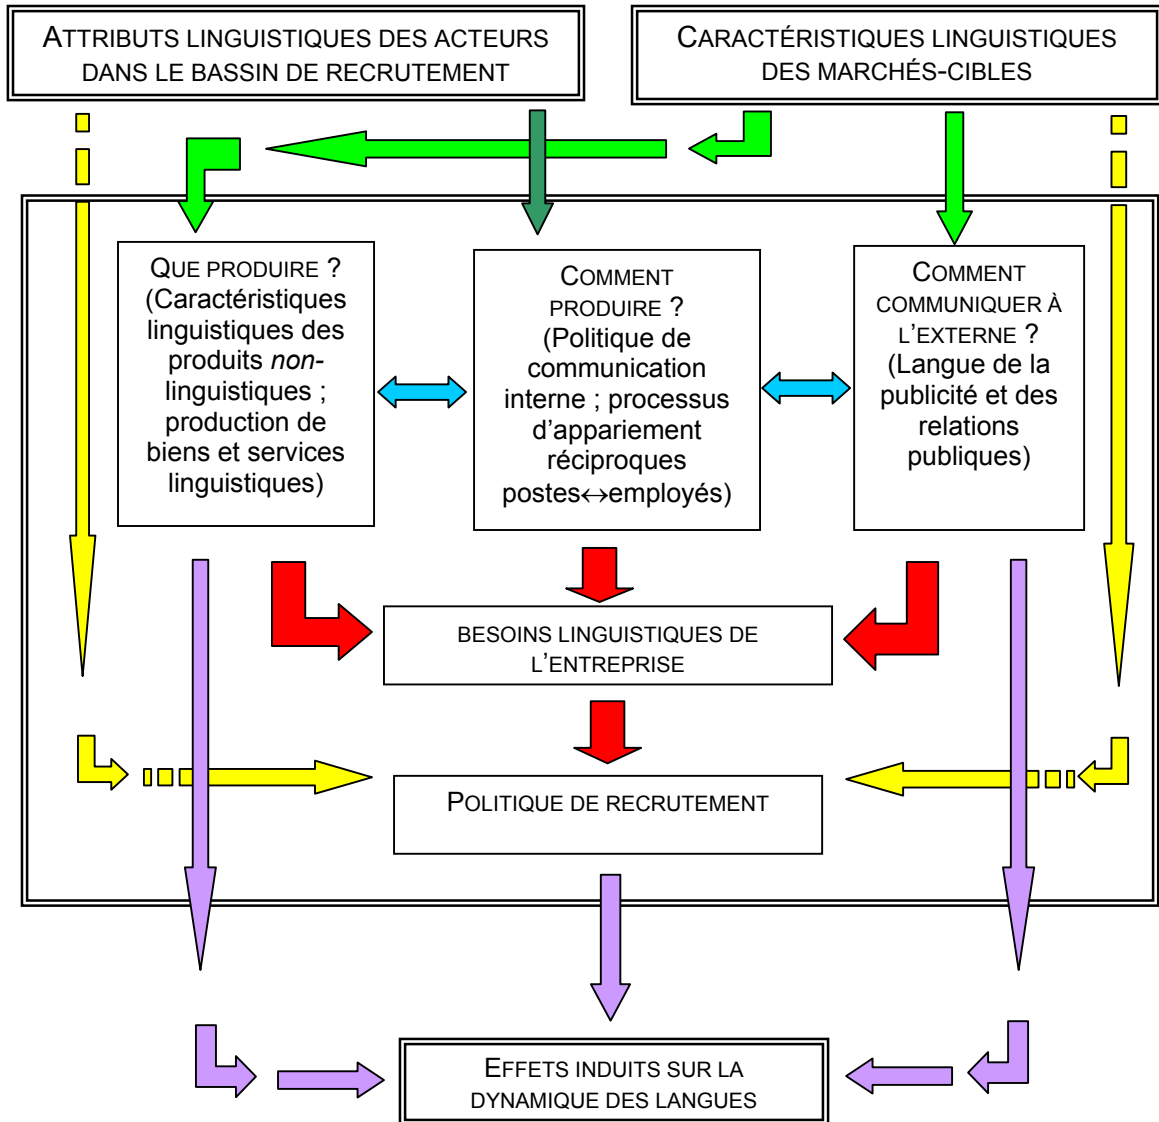 ATTRIBUTS LINGUISTIQUES DES ACTEURS
DANS LE BASSIN DE RECRUTEMENT
CARACTÉRISTIQUES LINGUISTIQUES
DES MARCHÉS-CIBLES
QUE PRODUIRE ?
(Caractéristiques
linguistiques des
produits non-
linguistiques ;
production de
biens et services
linguistiques)
COMMENT
PRODUIRE ?
(Politique de
communication
interne ; processus
d’appariement
réciproques
postes↔employés)
COMMENT
COMMUNIQUER À
L’EXTERNE ?
(Langue de la
publicité et des
relations
publiques)
BESOINS LINGUISTIQUES DE
L’ENTREPRISE
POLITIQUE DE RECRUTEMENT
EFFETS INDUITS SUR LA
DYNAMIQUE DES LANGUES